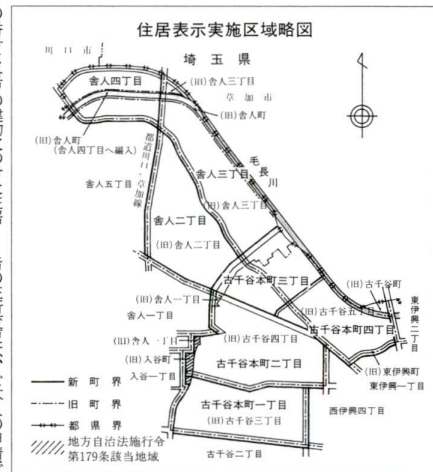 住居表示実施区域略図
川口市
埼玉県
舎人四丁目
(旧)舎人三丁目
草加市
(旧)舎人町
(旧)舎人町
(舎人四丁目へ編入)
都道川口・草加線
毛長川
舎人五丁目
舎人三丁目
(旧)舎人三丁目
舎人二丁目
(旧)舎人二丁目
古千谷本町三丁目
(旧)古千谷町
(旧)舎人一丁目
(旧)古千谷五丁目
東伊興二丁目
舎人一丁目
古千谷本町四丁目
(旧)古千谷四丁目
(旧)入谷町
古千谷本町二丁目
(旧)東伊興町
入谷一丁目
東伊興一丁目
新町界
古千谷本町一丁目
西伊興四丁目
旧町界
(旧)古千谷三丁目
都県界
地方自治法施行令
第179条該当地域
古千谷二丁目